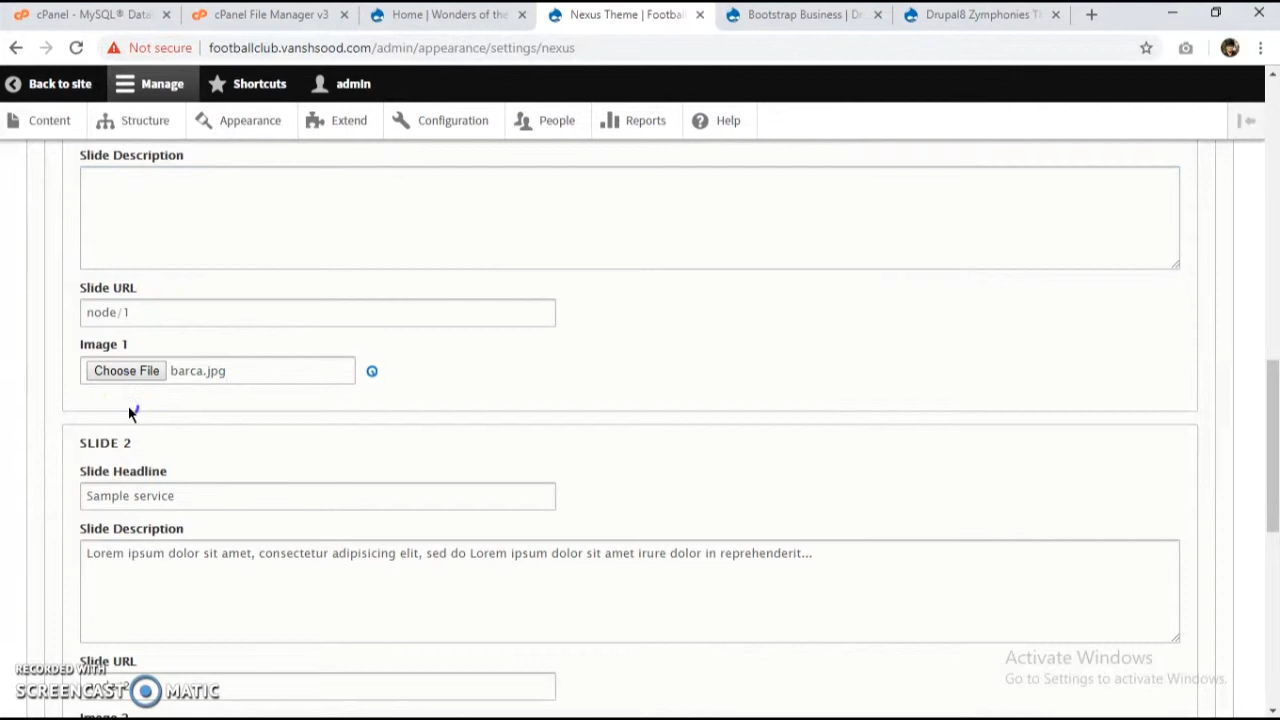 cPanel - MySQL® Data
cPanel File Manager v3
Home | Wonders of the
Nexus Theme | Footbal
Bootstrap Business | Dr
Drupal8 Zymphonies T
Not secure
footballclub.vanshsood.com/admin/appearance/settings/nexus
Back to site
Manage
Shortcuts
admin
Content
Structure
Appearance
Extend
Configuration
People
Reports
Help
Slide Description
Slide URL
node/1
Image 1
Choose File barca.jpg
SLIDE 2
Slide Headline
Sample service
Slide Description
Lorem ipsum dolor sit amet, consectetur adipisicing elit, sed do Lorem ipsum dolor sit amet irure dolor in reprehenderit...
Slide URL
Activate Windows
Go to Settings to activate Windows.
RECORDED WITH
SCREENCAST MATIC
Image 2